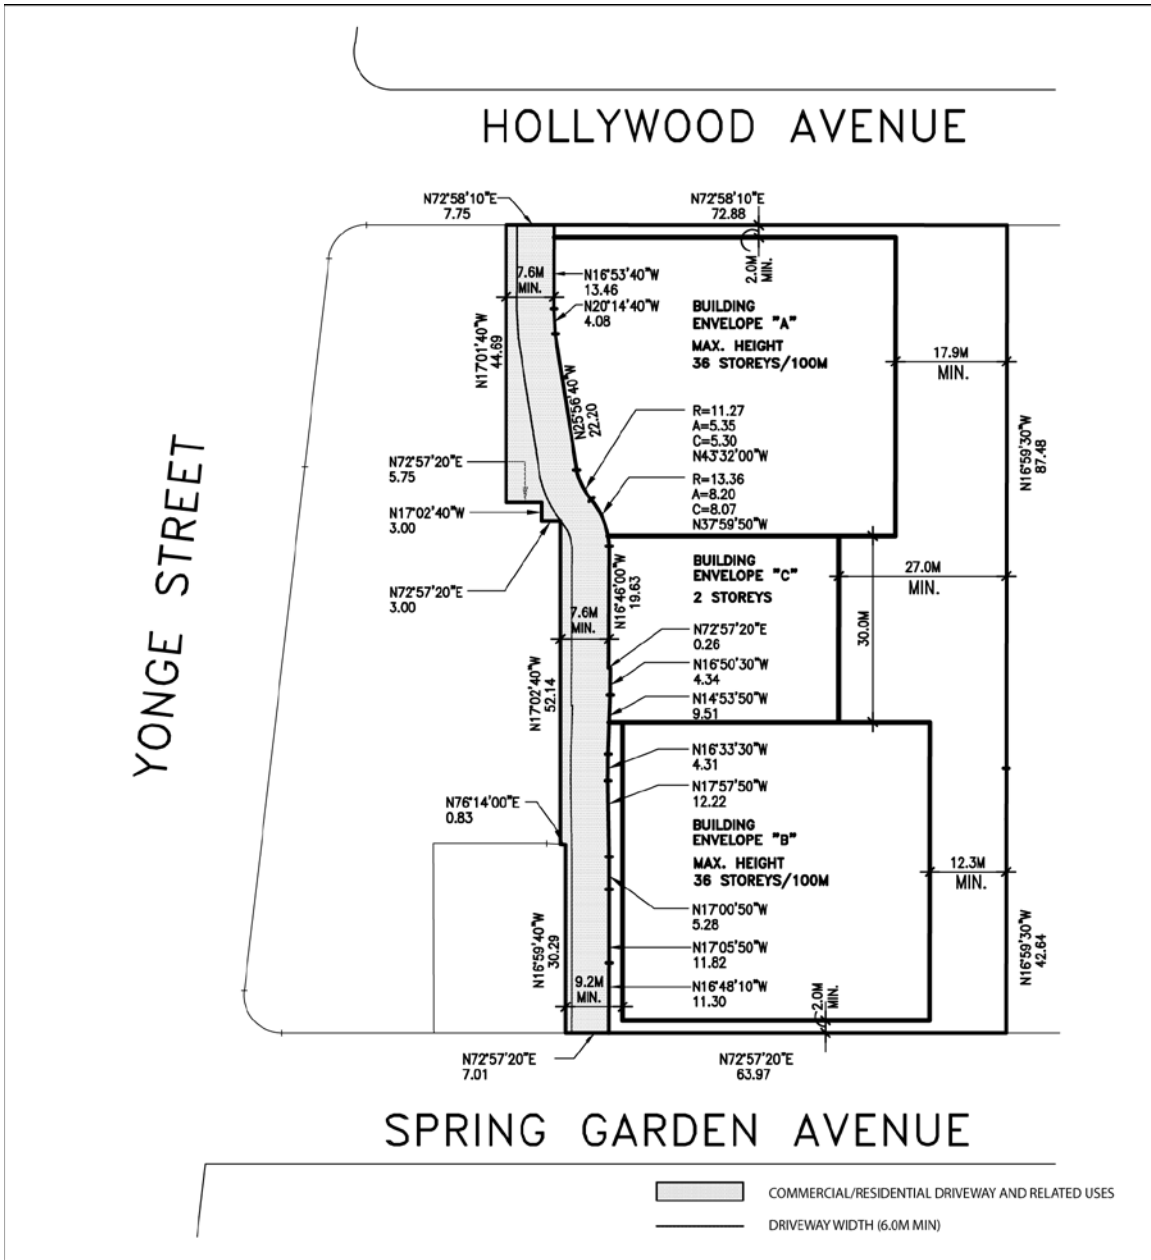 HOLLYWOOD AVENUE
N72°58'10"E
7.75
N72°58'10"E
72.88
2.0M
MIN.
7.6M
MIN.
N16°53'40"W
13.46
N20°14'40"W
4.08
N17°01'40"W
44.69
N25°56'40"W
22.20
BUILDING
ENVELOPE "A"
MAX. HEIGHT
36 STOREYS/100M
17.9M
MIN.
R=11.27
A=5.35
C=5.30
N43°32'00"W
R=13.36
A=8.20
C=8.07
N37°59'50"W
N16°59'30"W
87.48
N72°57'20"E
5.75
N17°02'40"W
3.00
N72°57'20"E
3.00
YONGE STREET
BUILDING
ENVELOPE "C"
2 STOREYS
27.0M
MIN.
N16°46'00"W
19.63
7.6M
MIN.
30.0M
N72°57'20"E
0.26
N16°50'30"W
4.34
N14°53'50"W
9.51
N17°02'40"W
52.14
N16°33'30"W
4.31
N17°57'50"W
12.22
N76°14'00"E
0.83
BUILDING
ENVELOPE "B"
MAX. HEIGHT
36 STOREYS/100M
12.3M
MIN.
N17°00'50"W
5.28
N17°05'50"W
11.82
N16°48'10"W
11.30
N16°59'40"W
30.29
9.2M
MIN.
2.0M
MIN.
N16°59'30"W
42.64
N72°57'20"E
7.01
N72°57'20"E
63.97
SPRING GARDEN AVENUE
COMMERCIAL/RESIDENTIAL DRIVEWAY AND RELATED USES
DRIVEWAY WIDTH (6.0M MIN)